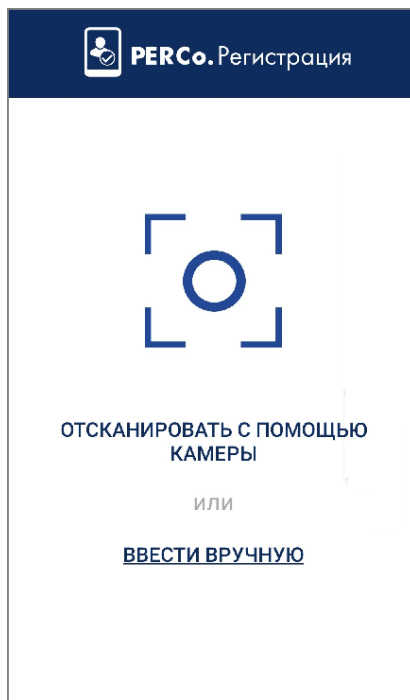 PERCo. Регистрация
ОТСКАНИРОВАТЬ С ПОМОЩЬЮ
КАМЕРЫ
или
ВВЕСТИ ВРУЧНУЮ